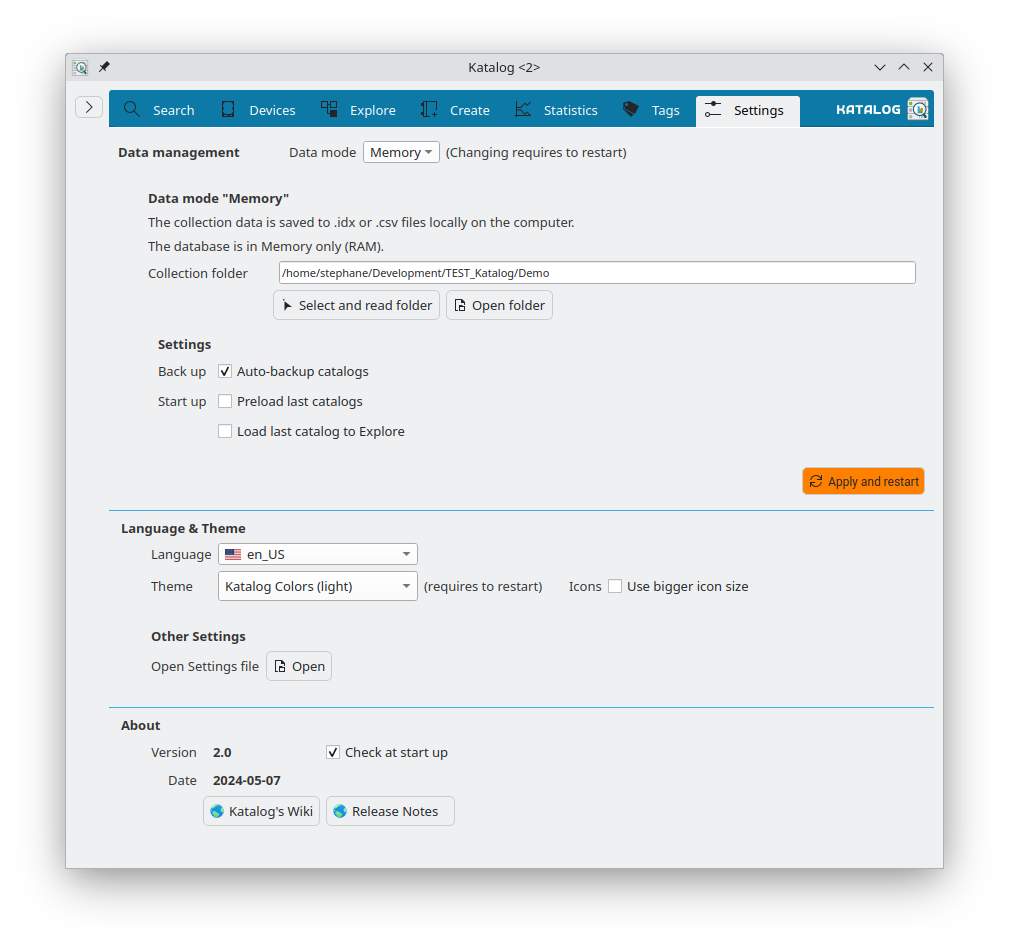 Katalog <2>
Search Devices Explore Create Statistics Tags Settings KATALOG
Data management Data mode Memory (Changing requires to restart)
Data mode "Memory"
The collection data is saved to .idx or .csv files locally on the computer.
The database is in Memory only (RAM).
Collection folder /home/stephane/Development/TEST_Katalog/Demo
Select and read folder Open folder
Settings
Back up Auto-backup catalogs
Start up Preload last catalogs
Load last catalog to Explore
Apply and restart
Language & Theme
Language en_US
Theme Katalog Colors (light) (requires to restart) Icons Use bigger icon size
Other Settings
Open Settings file Open
About
Version 2.0 Check at start up
Date 2024-05-07
Katalog's Wiki Release Notes